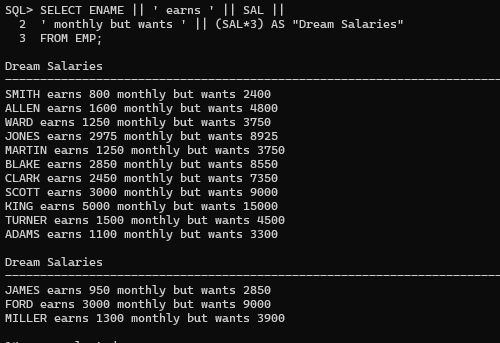 SQL> SELECT ENAME || ' earns ' || SAL ||
2 ' monthly but wants ' || (SAL*3) AS "Dream Salaries"
3 FROM EMP;
Dream Salaries
SMITH earns 800 monthly but wants 2400
ALLEN earns 1600 monthly but wants 4800
WARD earns 1250 monthly but wants 3750
JONES earns 2975 monthly but wants 8925
MARTIN earns 1250 monthly but wants 3750
BLAKE earns 2850 monthly but wants 8550
CLARK earns 2450 monthly but wants 7350
SCOTT earns 3000 monthly but wants 9000
KING earns 5000 monthly but wants 15000
TURNER earns 1500 monthly but wants 4500
ADAMS earns 1100 monthly but wants 3300
Dream Salaries
JAMES earns 950 monthly but wants 2850
FORD earns 3000 monthly but wants 9000
MILLER earns 1300 monthly but wants 3900